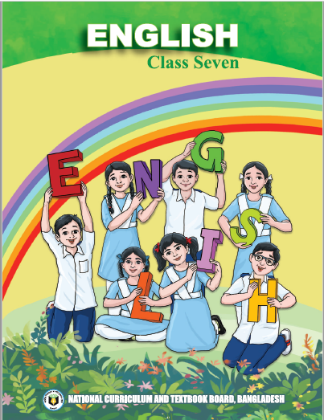 ENGLISH
Class Seven
E N G L I S H
NATIONAL CURRICULUM AND TEXTBOOK BOARD, BANGLADESH